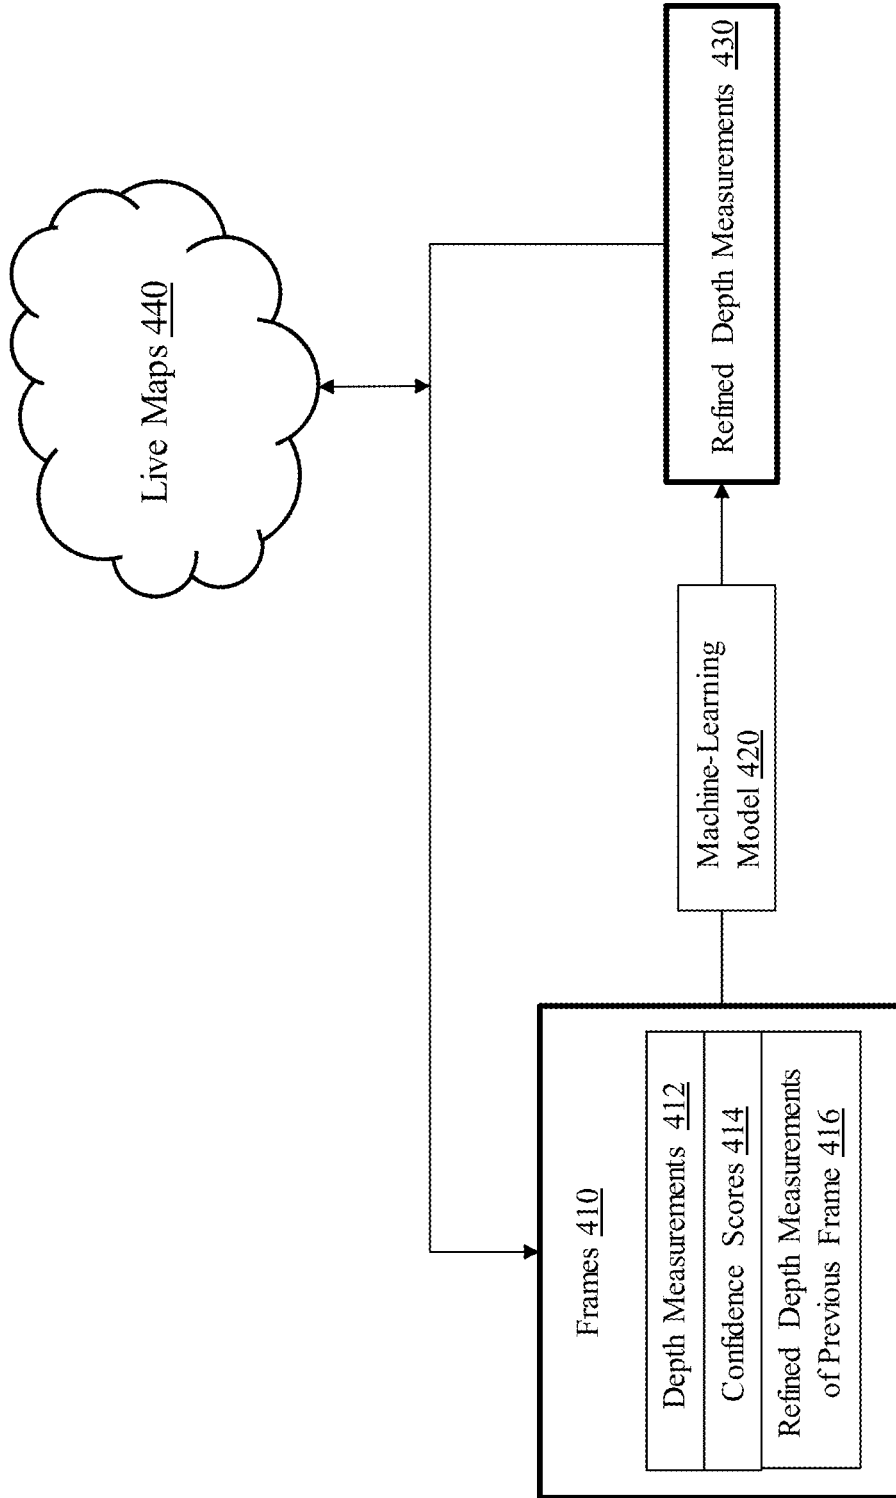 Live Maps 440
Frames 410
Depth Measurements 412
Confidence Scores 414
Refined Depth Measurements
of Previous Frame 416
Machine-Learning
Model 420
Refined Depth Measurements 430